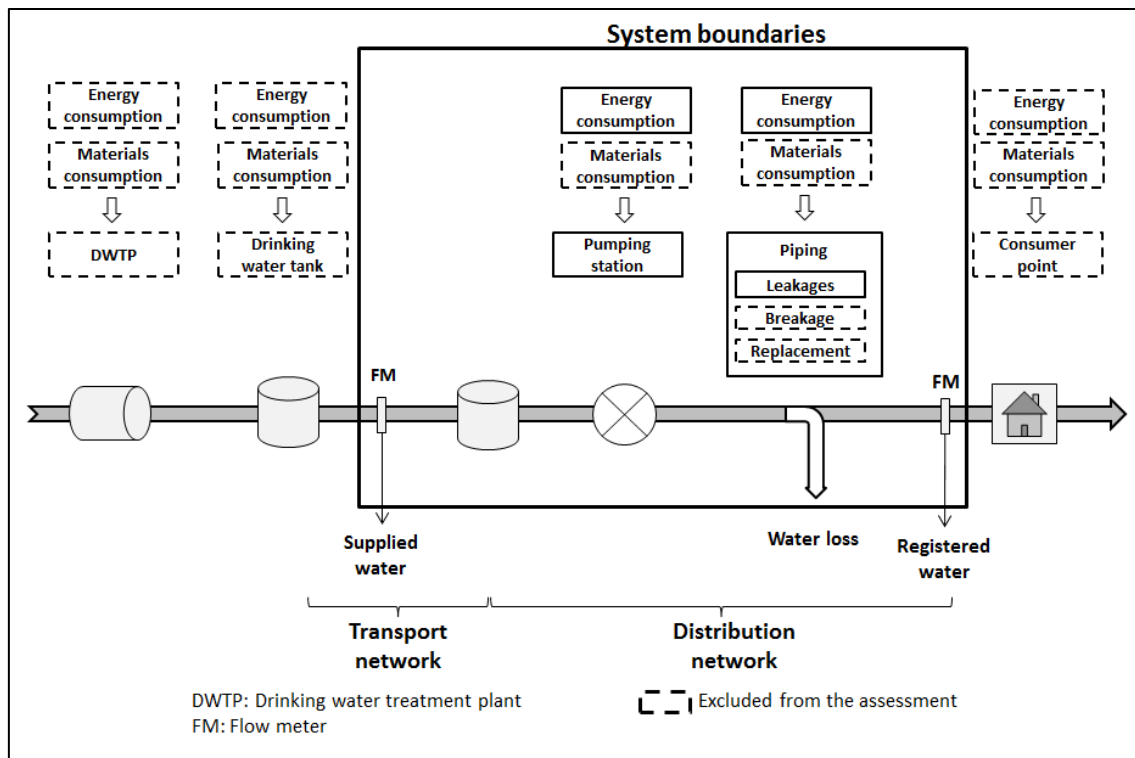 System boundaries
Energy
consumption
Materials
consumption
DWTP
Energy
consumption
Materials
consumption
Drinking
water tank
Energy
consumption
Materials
consumption
Pumping
station
Energy
consumption
Materials
consumption
Piping
Leakages
Breakage
Replacement
Energy
consumption
Materials
consumption
Consumer
point
FM
FM
Supplied
water
Water loss
Registered
water
Transport
network
Distribution
network
DWTP: Drinking water treatment plant
FM: Flow meter
Excluded from the assessment